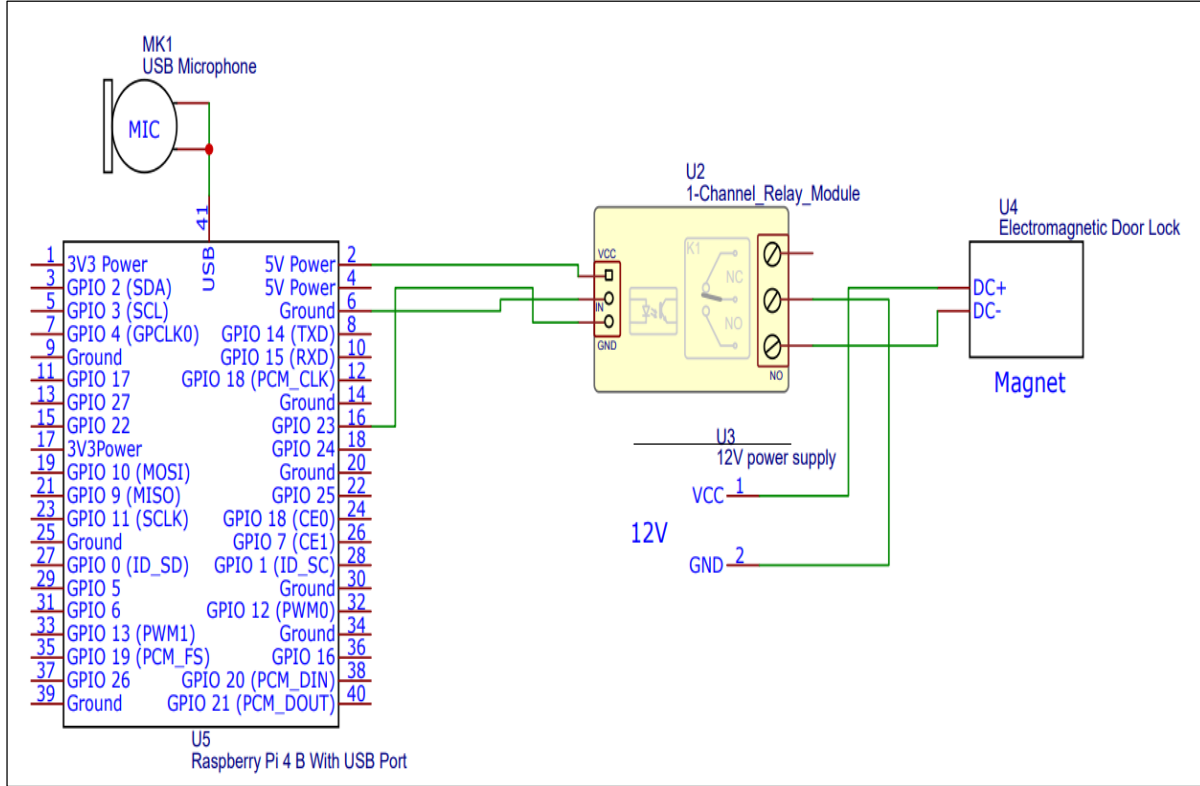 MK1
USB Microphone
MIC
41
USB
1 3V3 Power 5V Power 2
3 GPIO 2 (SDA) 5V Power 4
5 GPIO 3 (SCL) Ground 6
7 GPIO 4 (GPCLK0) GPIO 14 (TXD) 8
9 Ground GPIO 15 (RXD) 10
11 GPIO 17 GPIO 18 (PCM_CLK) 12
13 GPIO 27 Ground 14
15 GPIO 22 GPIO 23 16
17 3V3Power GPIO 24 18
19 GPIO 10 (MOSI) Ground 20
21 GPIO 9 (MISO) GPIO 25 22
23 GPIO 11 (SCLK) GPIO 18 (CE0) 24
25 Ground GPIO 7 (CE1) 26
27 GPIO 0 (ID_SD) GPIO 1 (ID_SC) 28
29 GPIO 5 Ground 30
31 GPIO 6 GPIO 12 (PWM0) 32
33 GPIO 13 (PWM1) Ground 34
35 GPIO 19 (PCM_FS) GPIO 16 36
37 GPIO 26 GPIO 20 (PCM_DIN) 38
39 Ground GPIO 21 (PCM_DOUT) 40
U5
Raspberry Pi 4 B With USB Port
U2
1-Channel_Relay_Module
VCC
IN
GND
K1
NC
NO
NO
U4
Electromagnetic Door Lock
DC+
DC-
Magnet
U3
12V power supply
VCC 1
12V
GND 2